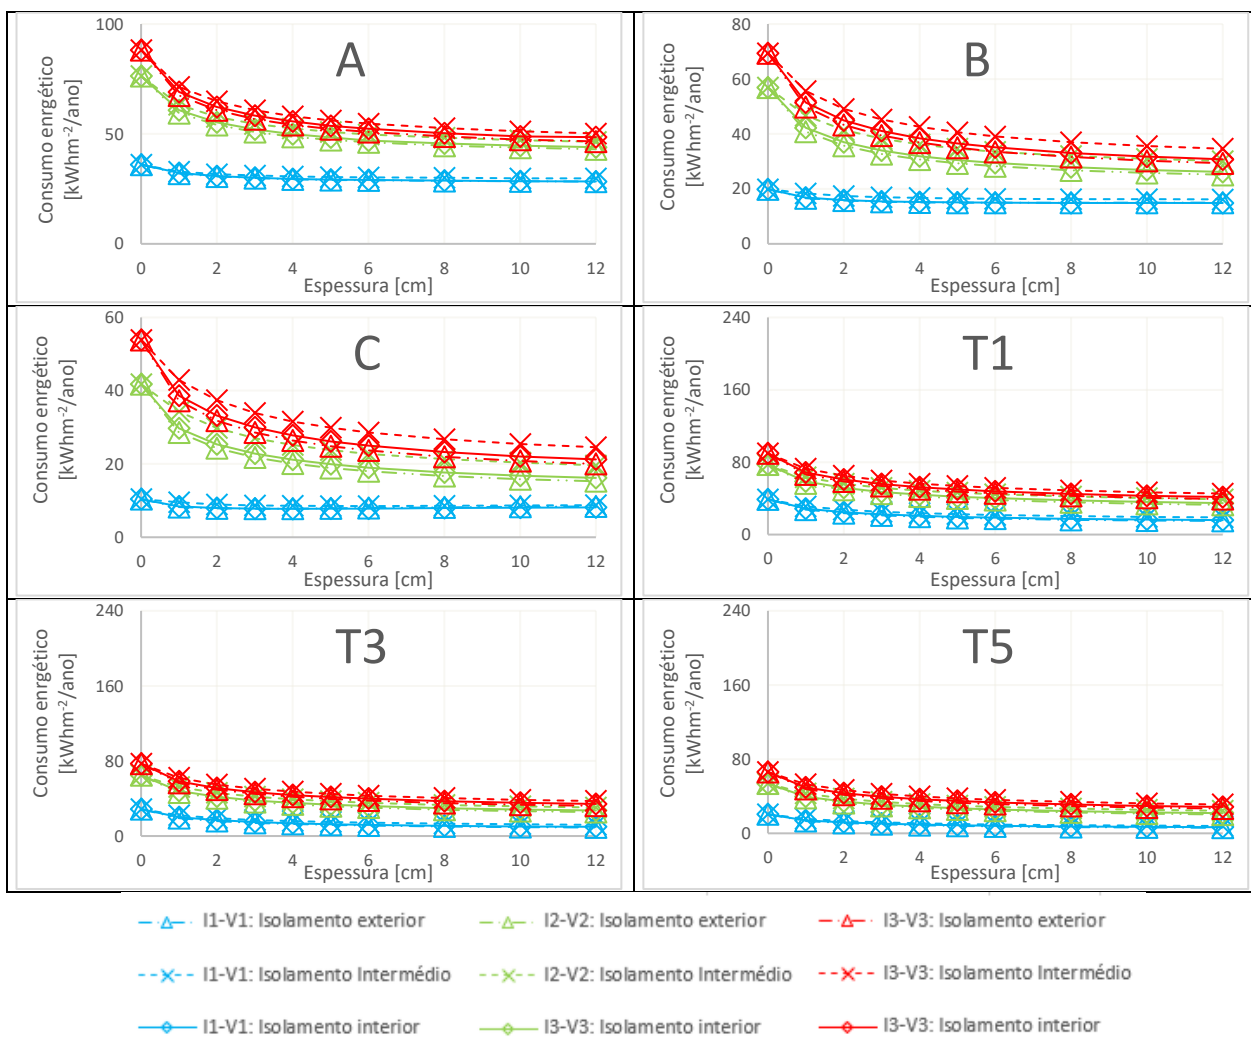 100
50
0
Consumo enrgético
[kWhm⁻²/ano]
A
0 2 4 6 8 10 12
Espessura [cm]
80
60
40
20
0
Consumo enrgético
[kWhm⁻²/ano]
B
0 2 4 6 8 10 12
Espessura [cm]
60
40
20
0
Consumo enrgético
[kWhm⁻²/ano]
C
0 2 4 6 8 10 12
Espessura [cm]
240
160
80
0
Consumo enrgético
[kWhm⁻²/ano]
T1
0 2 4 6 8 10 12
Espessura [cm]
240
160
80
0
Consumo enrgético
[kWhm⁻²/ano]
T3
0 2 4 6 8 10 12
Espessura [cm]
240
160
80
0
Consumo enrgético
[kWhm⁻²/ano]
T5
0 2 4 6 8 10 12
Espessura [cm]
I1-V1: Isolamento exterior I2-V2: Isolamento exterior I3-V3: Isolamento exterior
I1-V1: Isolamento Intermédio I2-V2: Isolamento Intermédio I3-V3: Isolamento Intermédio
I1-V1: Isolamento interior I3-V3: Isolamento interior I3-V3: Isolamento interior